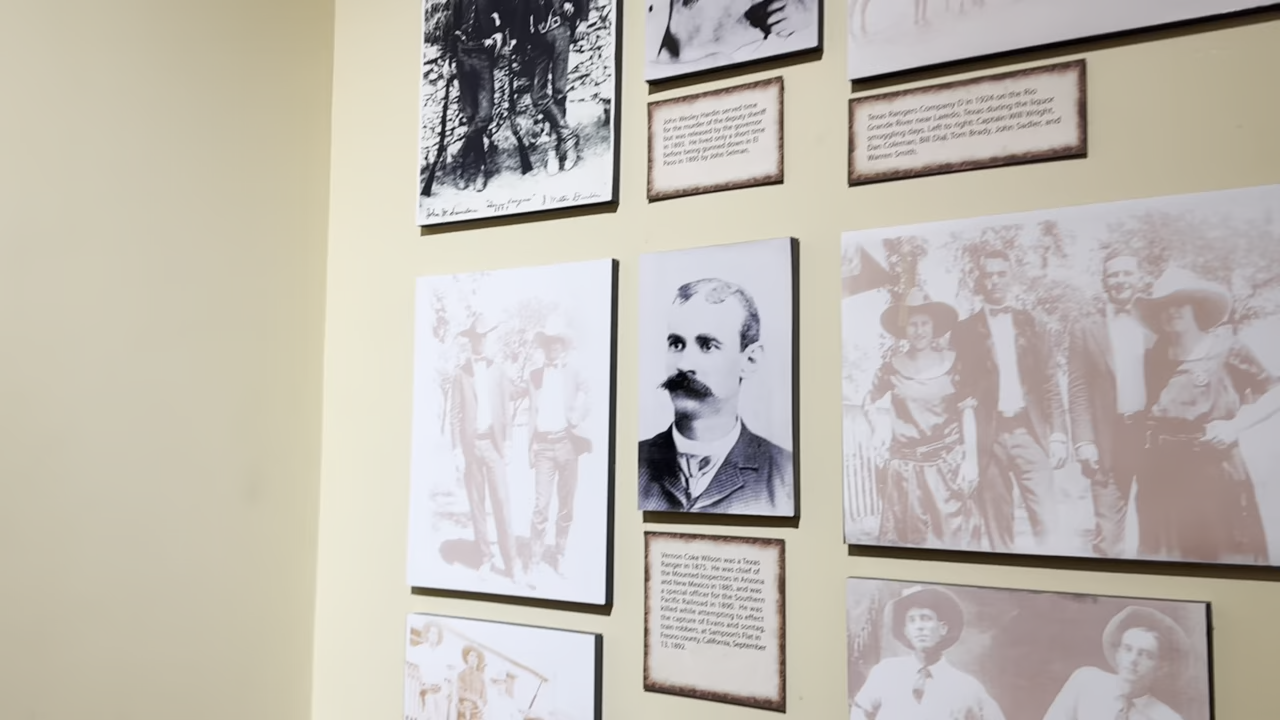 John Wesley Hardin served time
for the murder of the deputy sheriff
but was released by the governor
in 1893. He lived only a short time
before being gunned down in El
Paso in 1895 by John Selman.
Texas Rangers Company D in 1924 on the Rio
Grande River near Laredo, Texas during the liquor
smuggling days. Left to right: Captain Will Wright,
Dan Coleman, Bill Dial, Tom Brady, John Sadler, and
Warren Smith.
Vernon Coke Wilson was a Texas
Ranger in 1875. He was chief of
the Mounted Inspectors in Arizona
and New Mexico in 1885, and was
a special officer for the Southern
Pacific Railroad in 1890. He was
killed while attempting to effect
the capture of Evans and sontag,
train robbers, at Sampson's Flat in
Fresno county, California, September
13, 1892.